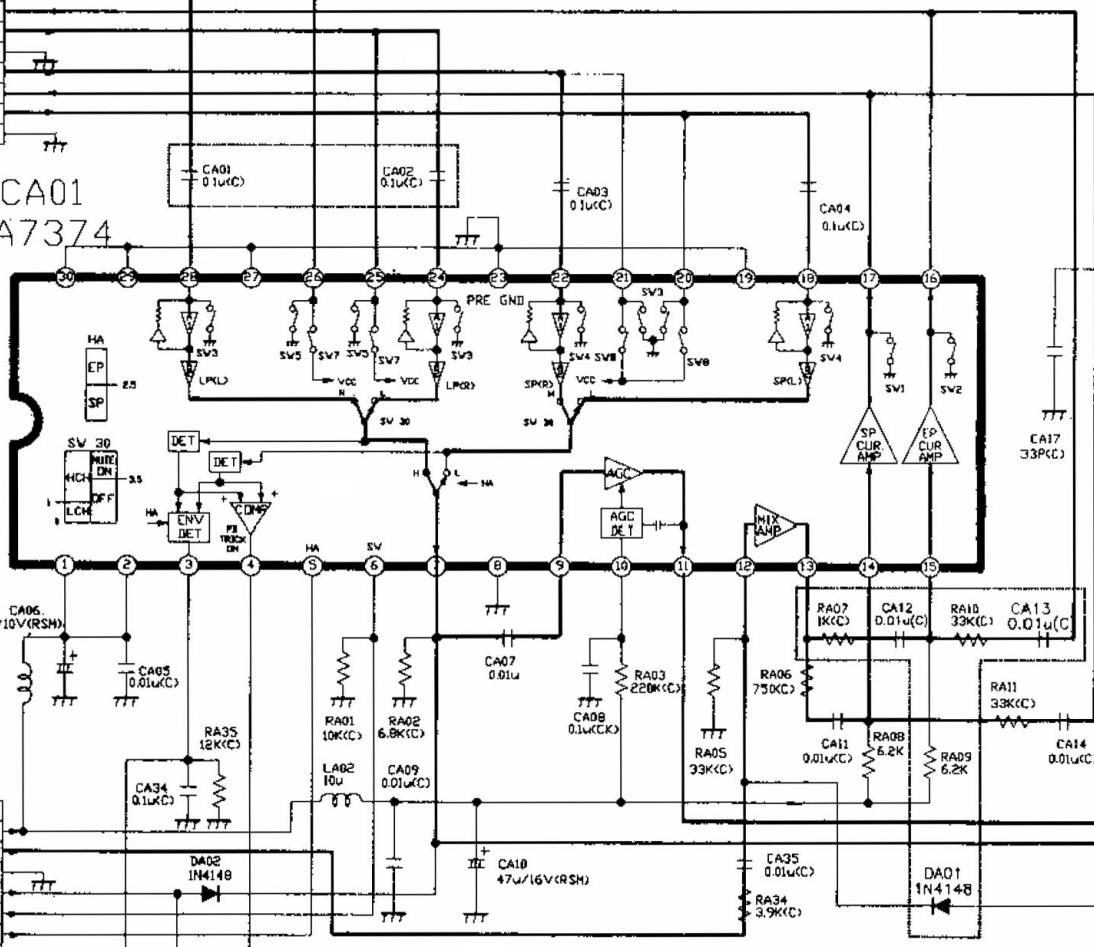 CA01
A7374
CA01
0.1u(C)
CA02
0.1u(C)
CA03
0.1u(C)
CA04
0.1u(C)
30
29
28
27
26
25
24
23
22
21
20
19
18
17
16
PRE GND
HA
EP
SP
2.5
SW 30
MUTE
ON
HCH
3.5
OFF
LCH
SW3
LP(L)
SW5
SW7
VCC
SW5
SW7
VCC
SW3
LP(R)
H
L
SW 30
SW4
SP(R)
SW3
SW8
SW8
VCC
SW4
SP(L)
H
L
SW1
SW2
SP
CUR
AMP
EP
CUR
AMP
DET
DET
HA
ENV
DET
COMP
PB
TRICK
ON
H
L
HA
AGC
AGC
DET
MIX
AMP
HA
SW
1
2
3
4
5
6
7
8
9
10
11
12
13
14
15
CA17
33P(C)
CA06
/10V(RSM)
CA05
0.01u(C)
RA35
12K(C)
CA34
0.1u(C)
RA01
10K(C)
RA02
6.8K(C)
CA07
0.01u
CA08
0.1u(CK)
RA03
220K(C)
RA05
33K(C)
RA07
1K(C)
CA12
0.01u(C)
RA10
33K(C)
CA13
0.01u(C
RA06
750(C)
CA11
0.01u(C)
RA08
6.2K
RA09
6.2K
RA11
33K(C)
CA14
0.01u(C)
LA02
10u
CA09
0.01u(C)
CA10
47u/16V(RSM)
DA02
1N4148
CA35
0.01u(C)
RA34
3.9K(C)
DA01
1N4148